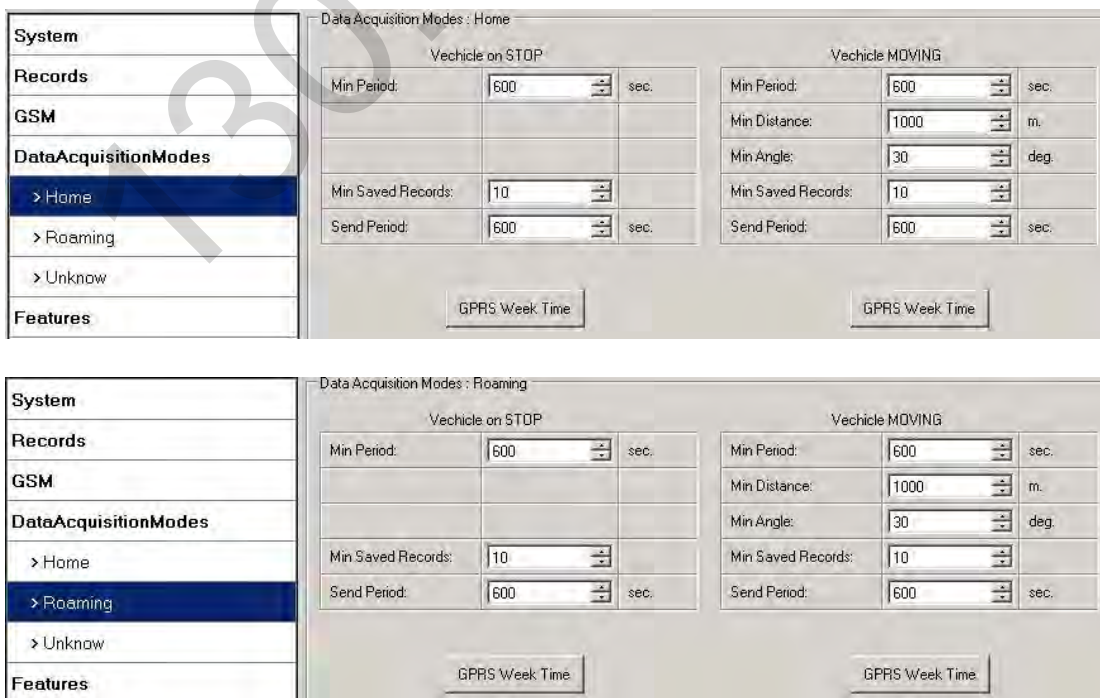 System
Records
GSM
DataAcquisitionModes
> Home
> Roaming
> Unknow
Features
Data Acquisition Modes : Home
Vechicle on STOP
Min Period: 600 sec.
Min Saved Records: 10
Send Period: 600 sec.
GPRS Week Time
Vechicle MOVING
Min Period: 600 sec.
Min Distance: 1000 m.
Min Angle: 30 deg.
Min Saved Records: 10
Send Period: 600 sec.
GPRS Week Time
System
Records
GSM
DataAcquisitionModes
> Home
> Roaming
> Unknow
Features
Data Acquisition Modes : Roaming
Vechicle on STOP
Min Period: 600 sec.
Min Saved Records: 10
Send Period: 600 sec.
GPRS Week Time
Vechicle MOVING
Min Period: 600 sec.
Min Distance: 1000 m.
Min Angle: 30 deg.
Min Saved Records: 10
Send Period: 600 sec.
GPRS Week Time